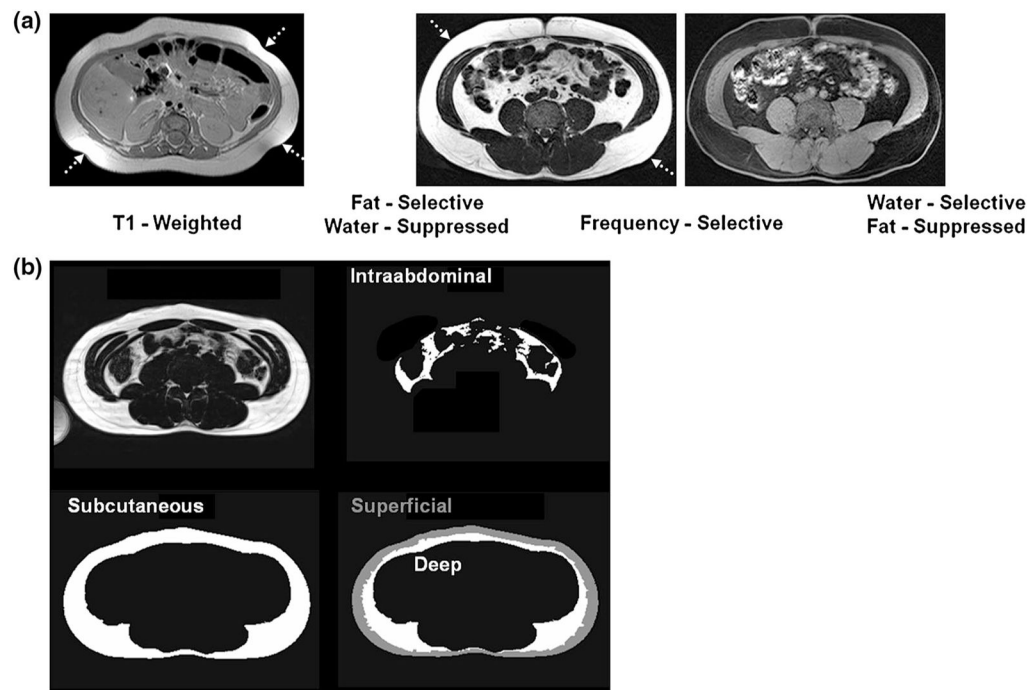 (a)
T1 - Weighted
Fat - Selective
Water - Suppressed
Frequency - Selective
Water - Selective
Fat - Suppressed
(b)
Intraabdominal
Subcutaneous
Superficial
Deep